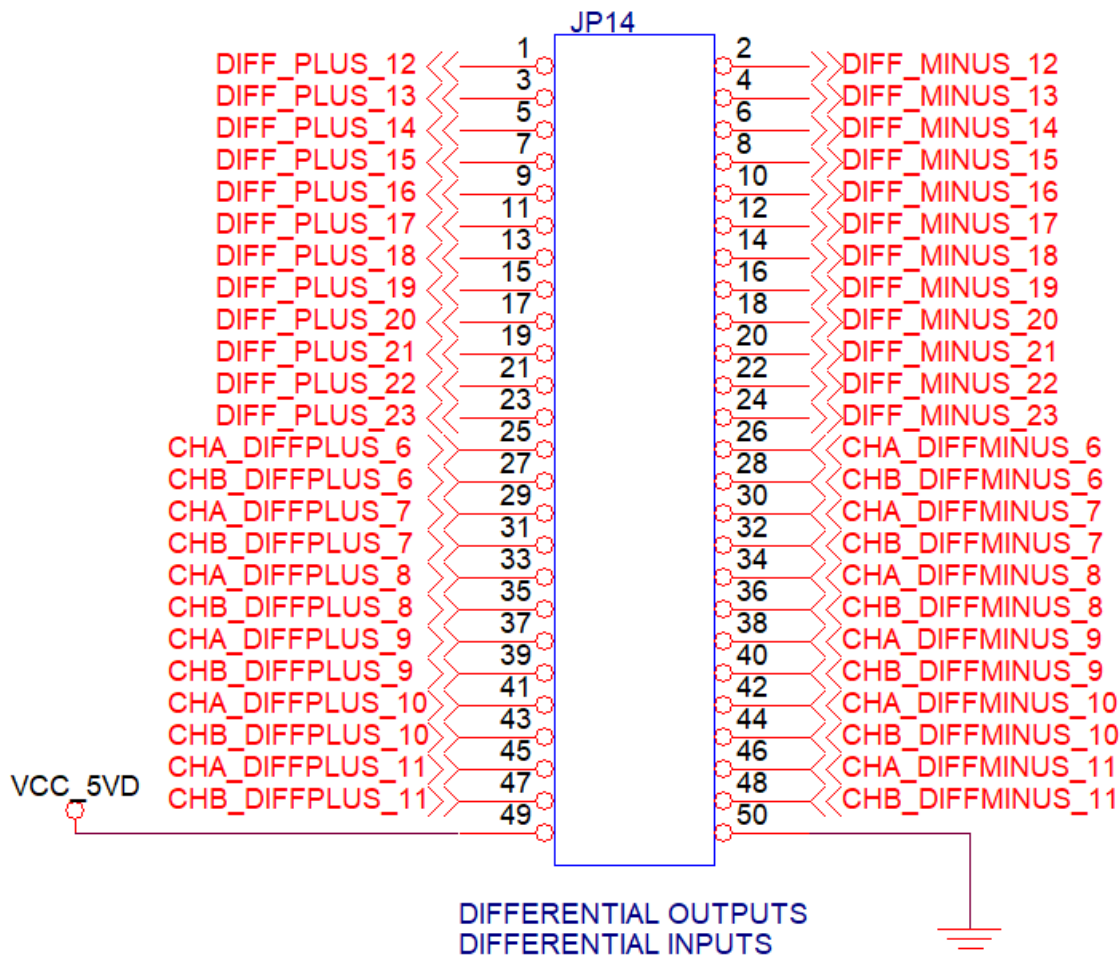 JP14
DIFF_PLUS_12 1 2 DIFF_MINUS_12
DIFF_PLUS_13 3 4 DIFF_MINUS_13
DIFF_PLUS_14 5 6 DIFF_MINUS_14
DIFF_PLUS_15 7 8 DIFF_MINUS_15
DIFF_PLUS_16 9 10 DIFF_MINUS_16
DIFF_PLUS_17 11 12 DIFF_MINUS_17
DIFF_PLUS_18 13 14 DIFF_MINUS_18
DIFF_PLUS_19 15 16 DIFF_MINUS_19
DIFF_PLUS_20 17 18 DIFF_MINUS_20
DIFF_PLUS_21 19 20 DIFF_MINUS_21
DIFF_PLUS_22 21 22 DIFF_MINUS_22
DIFF_PLUS_23 23 24 DIFF_MINUS_23
CHA_DIFFPLUS_6 25 26 CHA_DIFFMINUS_6
CHB_DIFFPLUS_6 27 28 CHB_DIFFMINUS_6
CHA_DIFFPLUS_7 29 30 CHA_DIFFMINUS_7
CHB_DIFFPLUS_7 31 32 CHB_DIFFMINUS_7
CHA_DIFFPLUS_8 33 34 CHA_DIFFMINUS_8
CHB_DIFFPLUS_8 35 36 CHB_DIFFMINUS_8
CHA_DIFFPLUS_9 37 38 CHA_DIFFMINUS_9
CHB_DIFFPLUS_9 39 40 CHB_DIFFMINUS_9
CHA_DIFFPLUS_10 41 42 CHA_DIFFMINUS_10
CHB_DIFFPLUS_10 43 44 CHB_DIFFMINUS_10
CHA_DIFFPLUS_11 45 46 CHA_DIFFMINUS_11
CHB_DIFFPLUS_11 47 48 CHB_DIFFMINUS_11
VCC_5VD 49 50
DIFFERENTIAL OUTPUTS
DIFFERENTIAL INPUTS